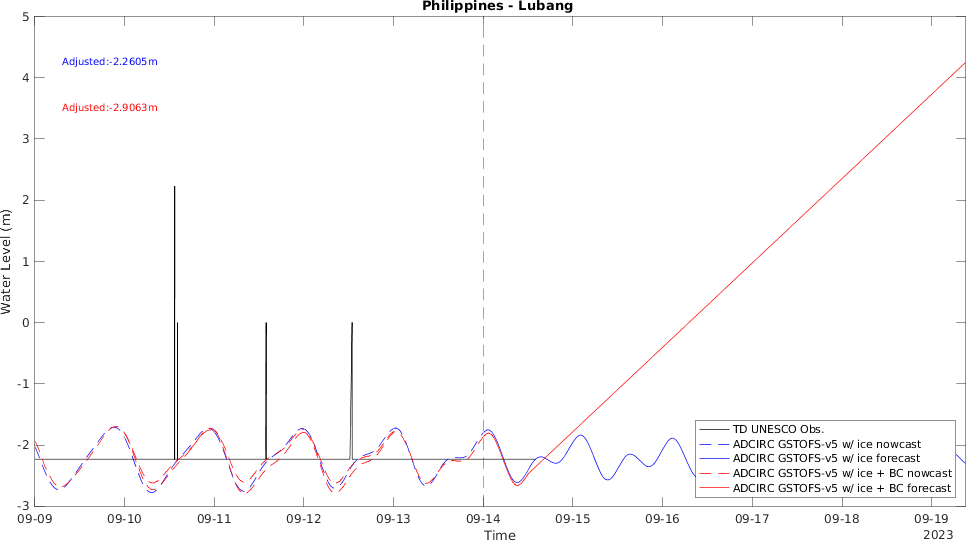 Philippines - Lubang
5
Adjusted:-2.2605m
4
Adjusted:-2.9063m
3
2
1
0
-1
-2
-3
Water Level (m)
TD UNESCO Obs.
ADCIRC GSTOFS-v5 w/ ice nowcast
ADCIRC GSTOFS-v5 w/ ice forecast
ADCIRC GSTOFS-v5 w/ ice + BC nowcast
ADCIRC GSTOFS-v5 w/ ice + BC forecast
09-09 09-10 09-11 09-12 09-13 09-14 09-15 09-16 09-17 09-18 09-19
Time
2023